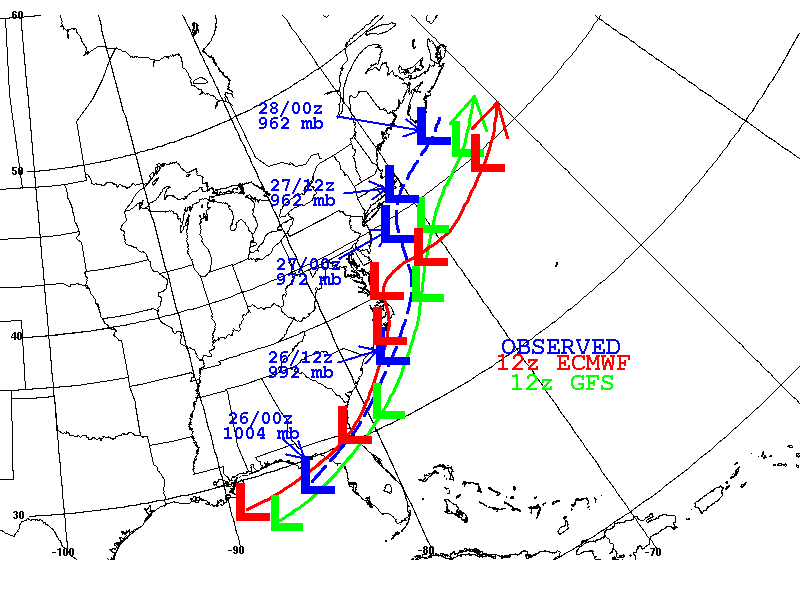 60
28/00z
962 mb
50
27/12z
962 mb
27/00z
972 mb
40
26/12z
992 mb
OBSERVED
12z ECMWF
12z GFS
26/00z
1004 mb
30
-100
-90
-80
-70